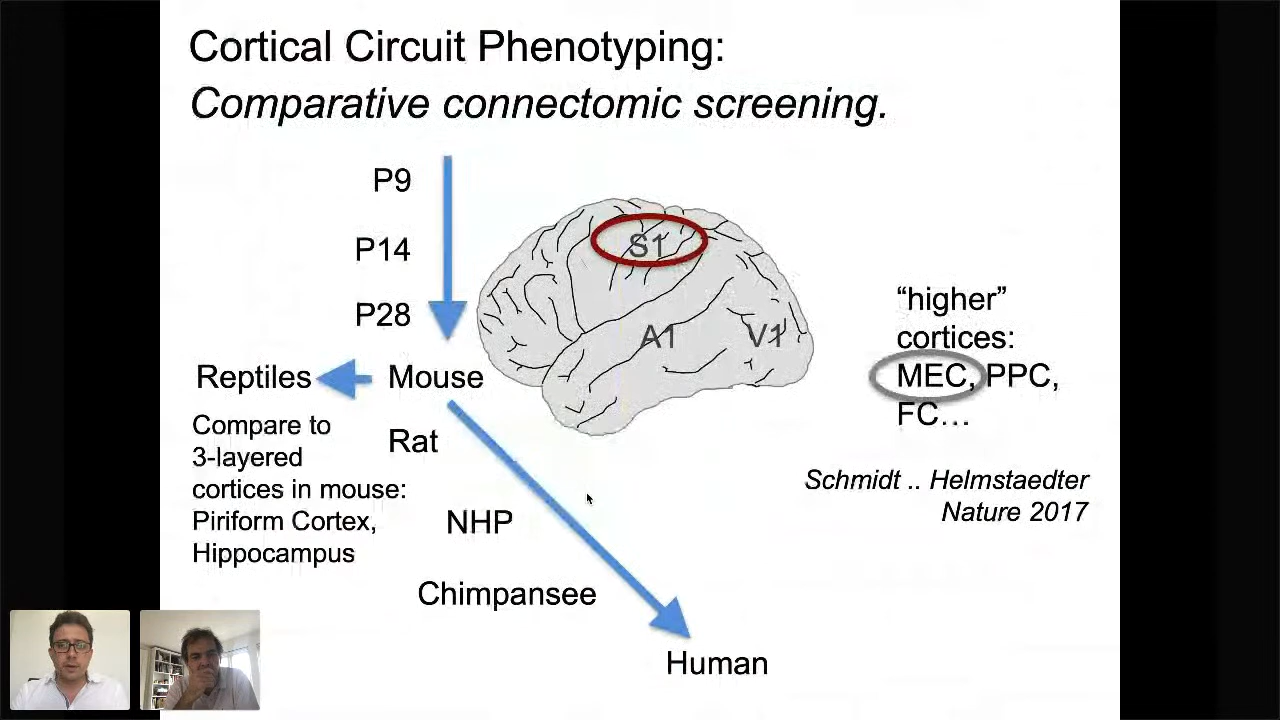 Cortical Circuit Phenotyping:
Comparative connectomic screening.
P9
P14
P28
S1
A1
V1
"higher"
cortices:
MEC, PPC,
FC…
Reptiles
Mouse
Compare to
3-layered
cortices in mouse:
Piriform Cortex,
Hippocampus
Rat
NHP
Chimpansee
Human
Schmidt .. Helmstaedter
Nature 2017